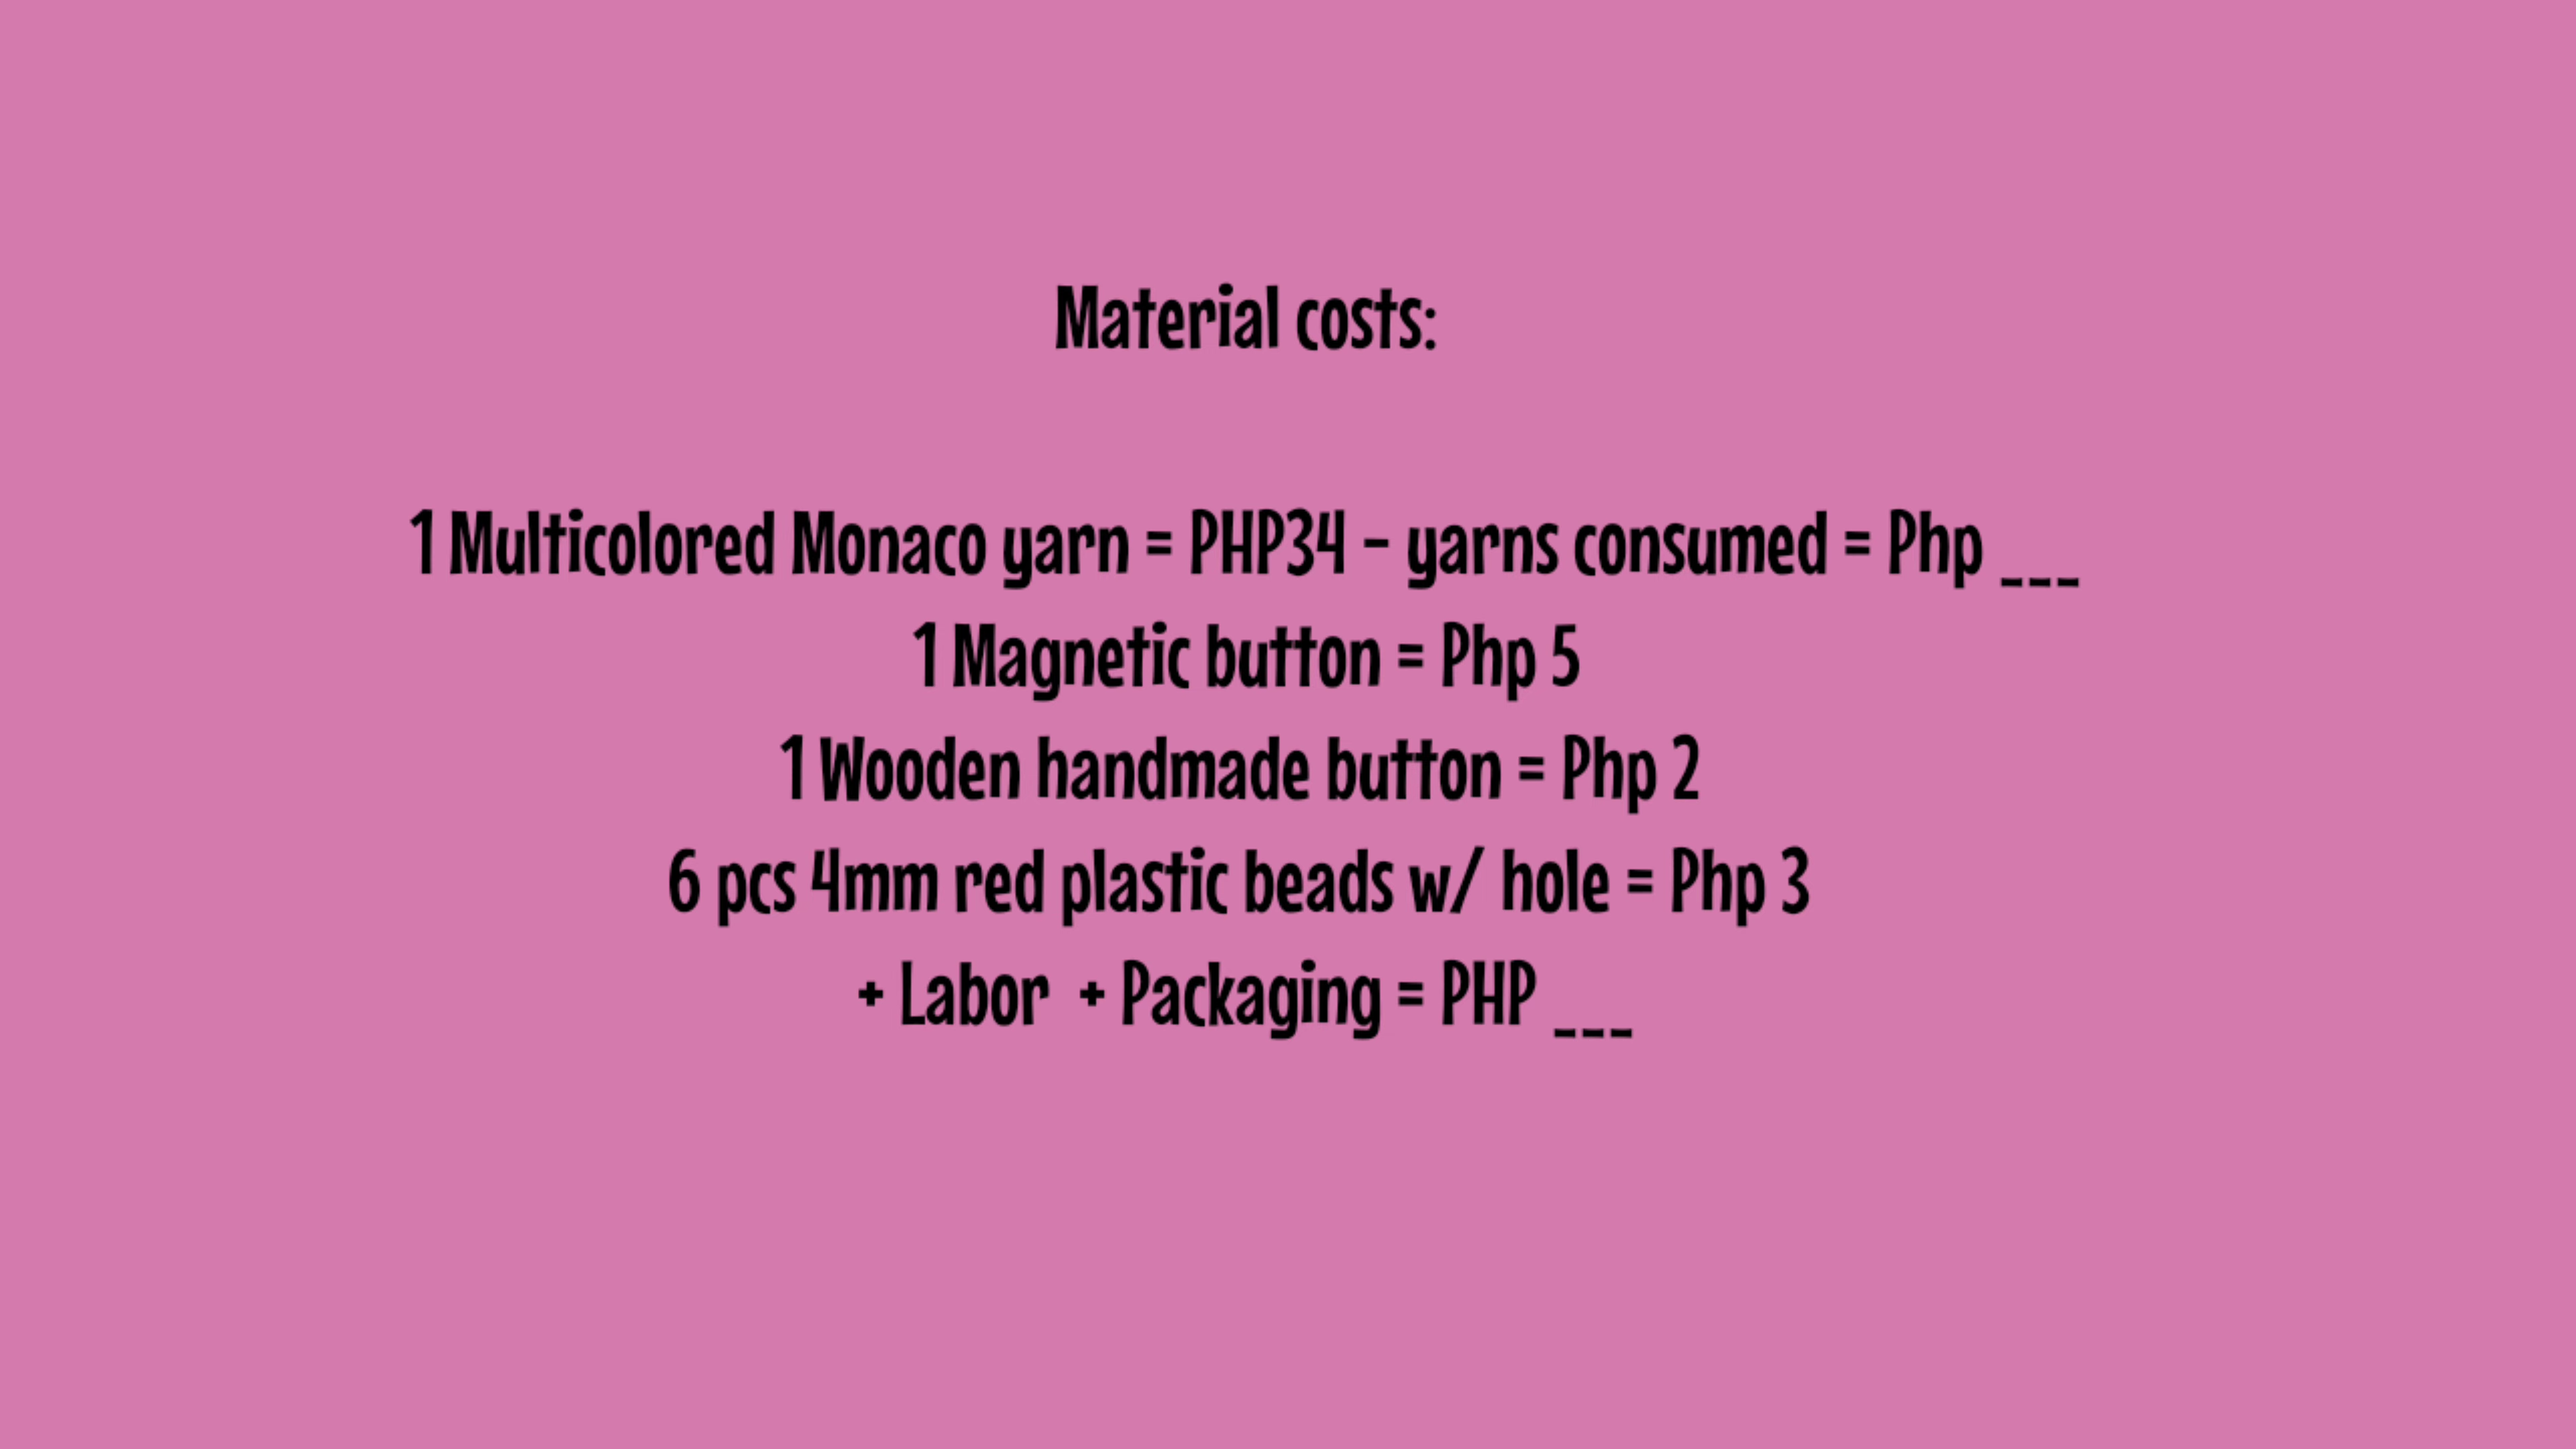 Material costs:
1 Multicolored Monaco yarn = PHP34 - yarns consumed = Php ___
1 Magnetic button = Php 5
1 Wooden handmade button = Php 2
6 pcs 4mm red plastic beads w/ hole = Php 3
+ Labor  + Packaging = PHP ___